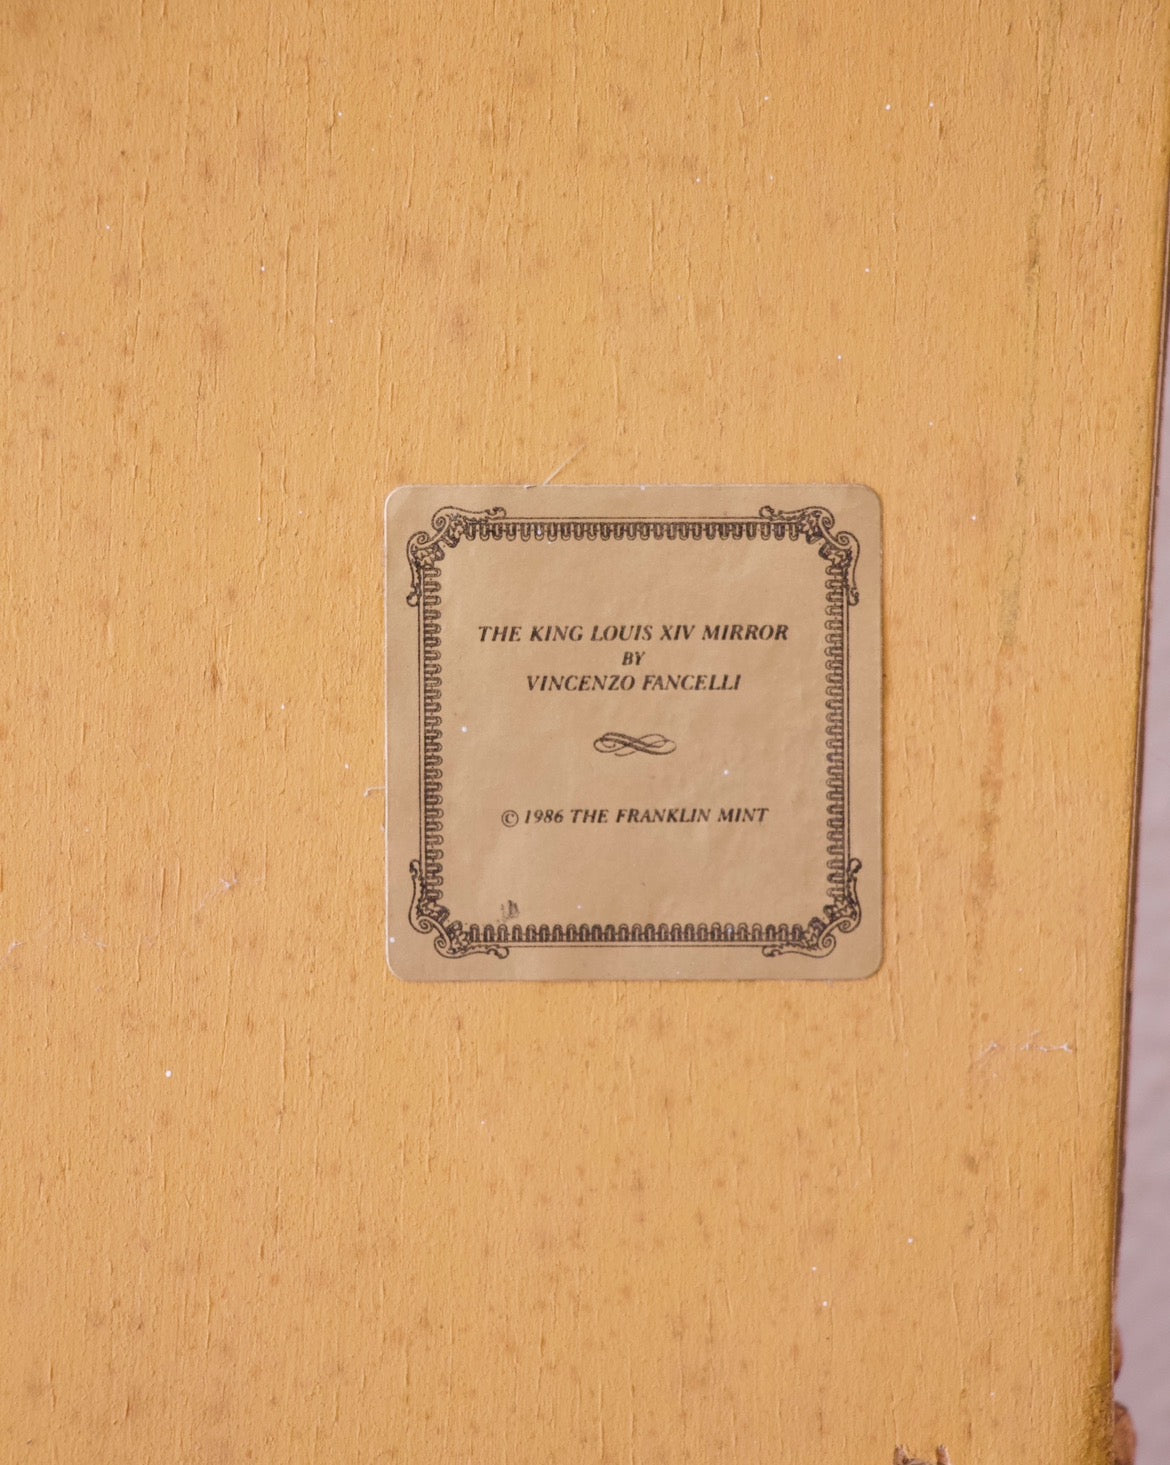 THE KING LOUIS XIV MIRROR
BY
VINCENZO FANCELLI
© 1986 THE FRANKLIN MINT